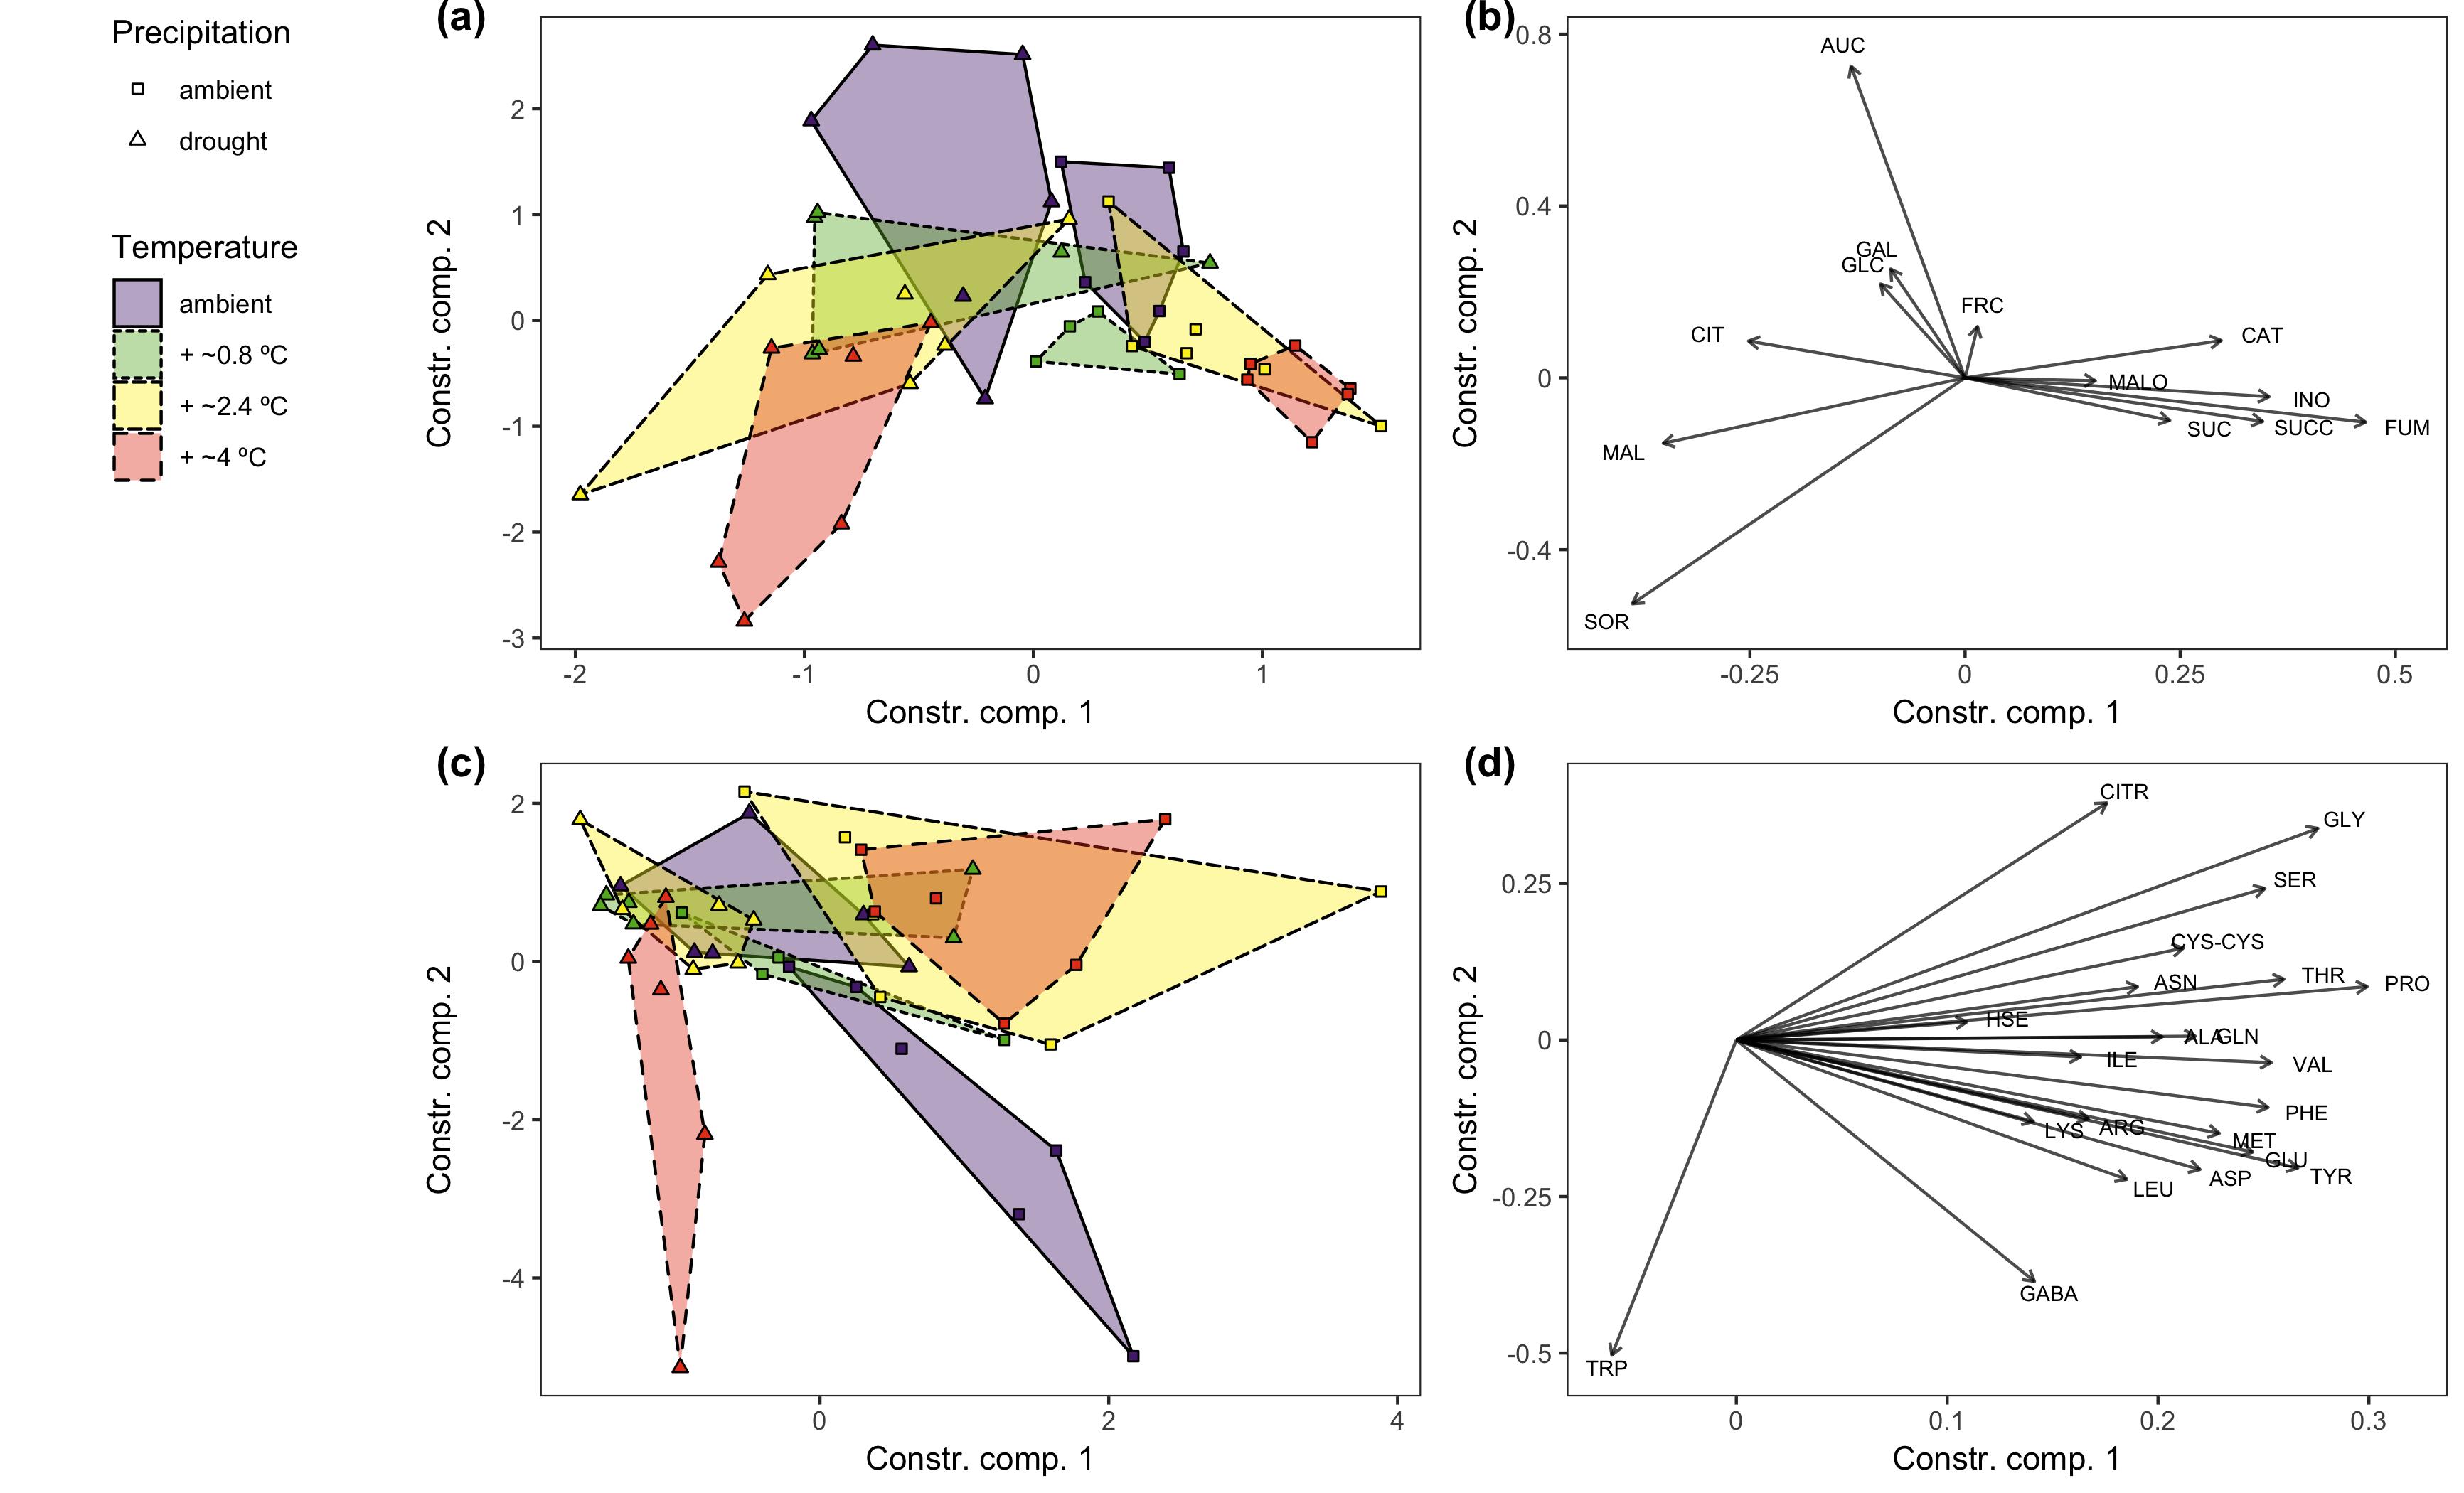 Precipitation
ambient
drought
Temperature
ambient
+ ~0.8 ºC
+ ~2.4 ºC
+ ~4 ºC
(a)
Constr. comp. 2
2
1
0
-1
-2
-3
-2
-1
0
1
Constr. comp. 1
(b)
Constr. comp. 2
0.8
0.4
0
-0.4
AUC
GAL
GLC
FRC
CIT
CAT
MALO
INO
SUC
SUCC
FUM
MAL
SOR
-0.25
0
0.25
0.5
Constr. comp. 1
(c)
Constr. comp. 2
2
0
-2
-4
0
2
4
Constr. comp. 1
(d)
Constr. comp. 2
0.25
0
-0.25
-0.5
CITR
GLY
SER
CYS-CYS
ASN
THR
PRO
HSE
ALA
GLN
ILE
VAL
PHE
LYS
ARG
MET
GLU
TYR
ASP
LEU
GABA
TRP
0
0.1
0.2
0.3
Constr. comp. 1